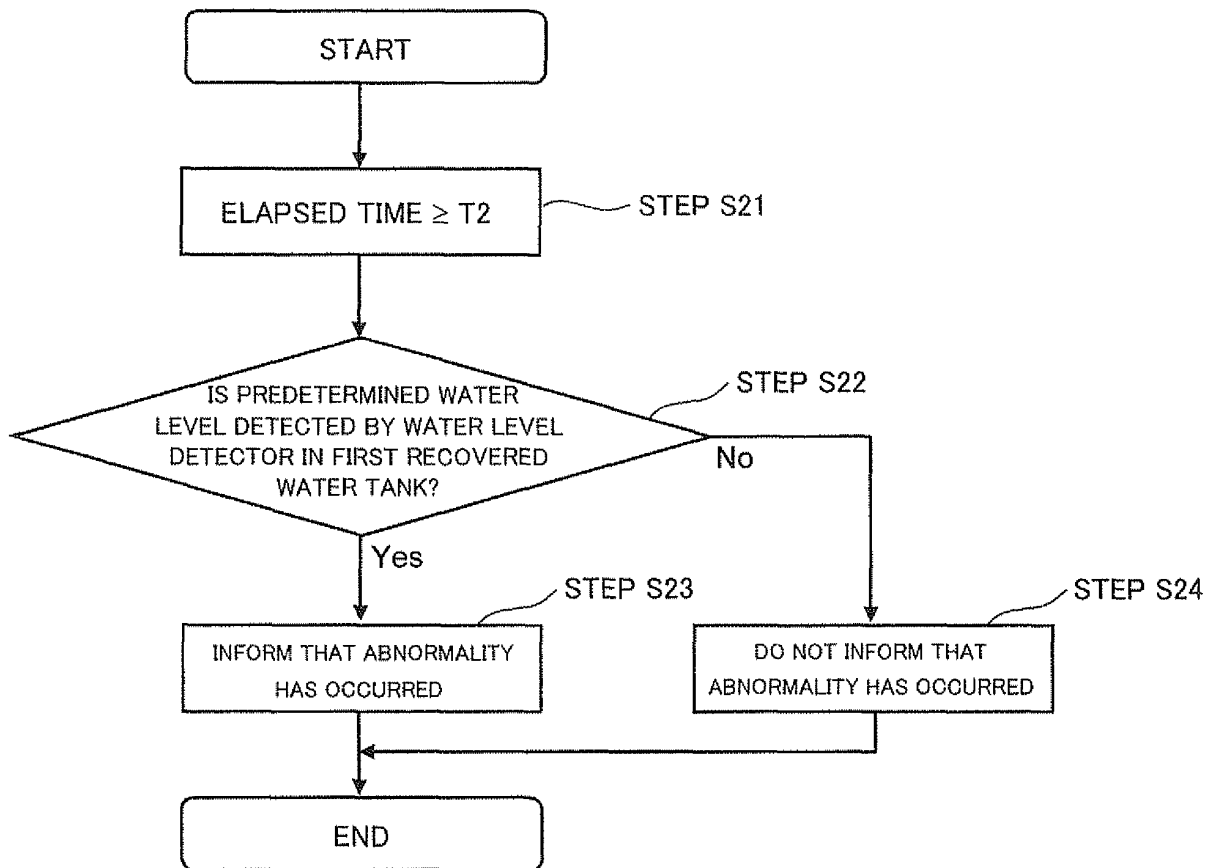 START
ELAPSED TIME ≥ T2
STEP S21
IS PREDETERMINED WATER
LEVEL DETECTED BY WATER LEVEL
DETECTOR IN FIRST RECOVERED
WATER TANK?
STEP S22
No
Yes
STEP S23
INFORM THAT ABNORMALITY
HAS OCCURRED
STEP S24
DO NOT INFORM THAT
ABNORMALITY HAS OCCURRED
END